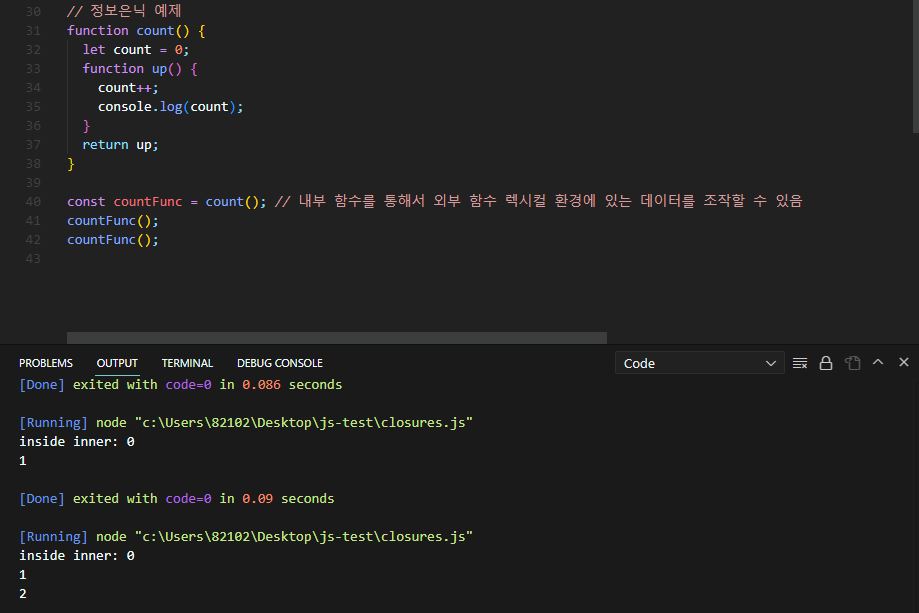 30 // 정보은닉 예제
31 function count() {
32   let count = 0;
33   function up() {
34     count++;
35     console.log(count);
36   }
37   return up;
38 }
39
40 const countFunc = count(); // 내부 함수를 통해서 외부 함수 렉시컬 환경에 있는 데이터를 조작할 수 있음
41 countFunc();
42 countFunc();
43
PROBLEMS OUTPUT TERMINAL DEBUG CONSOLE Code
[Done] exited with code=0 in 0.086 seconds
[Running] node "c:\Users\82102\Desktop\js-test\closures.js"
inside inner: 0
1
[Done] exited with code=0 in 0.09 seconds
[Running] node "c:\Users\82102\Desktop\js-test\closures.js"
inside inner: 0
1
2